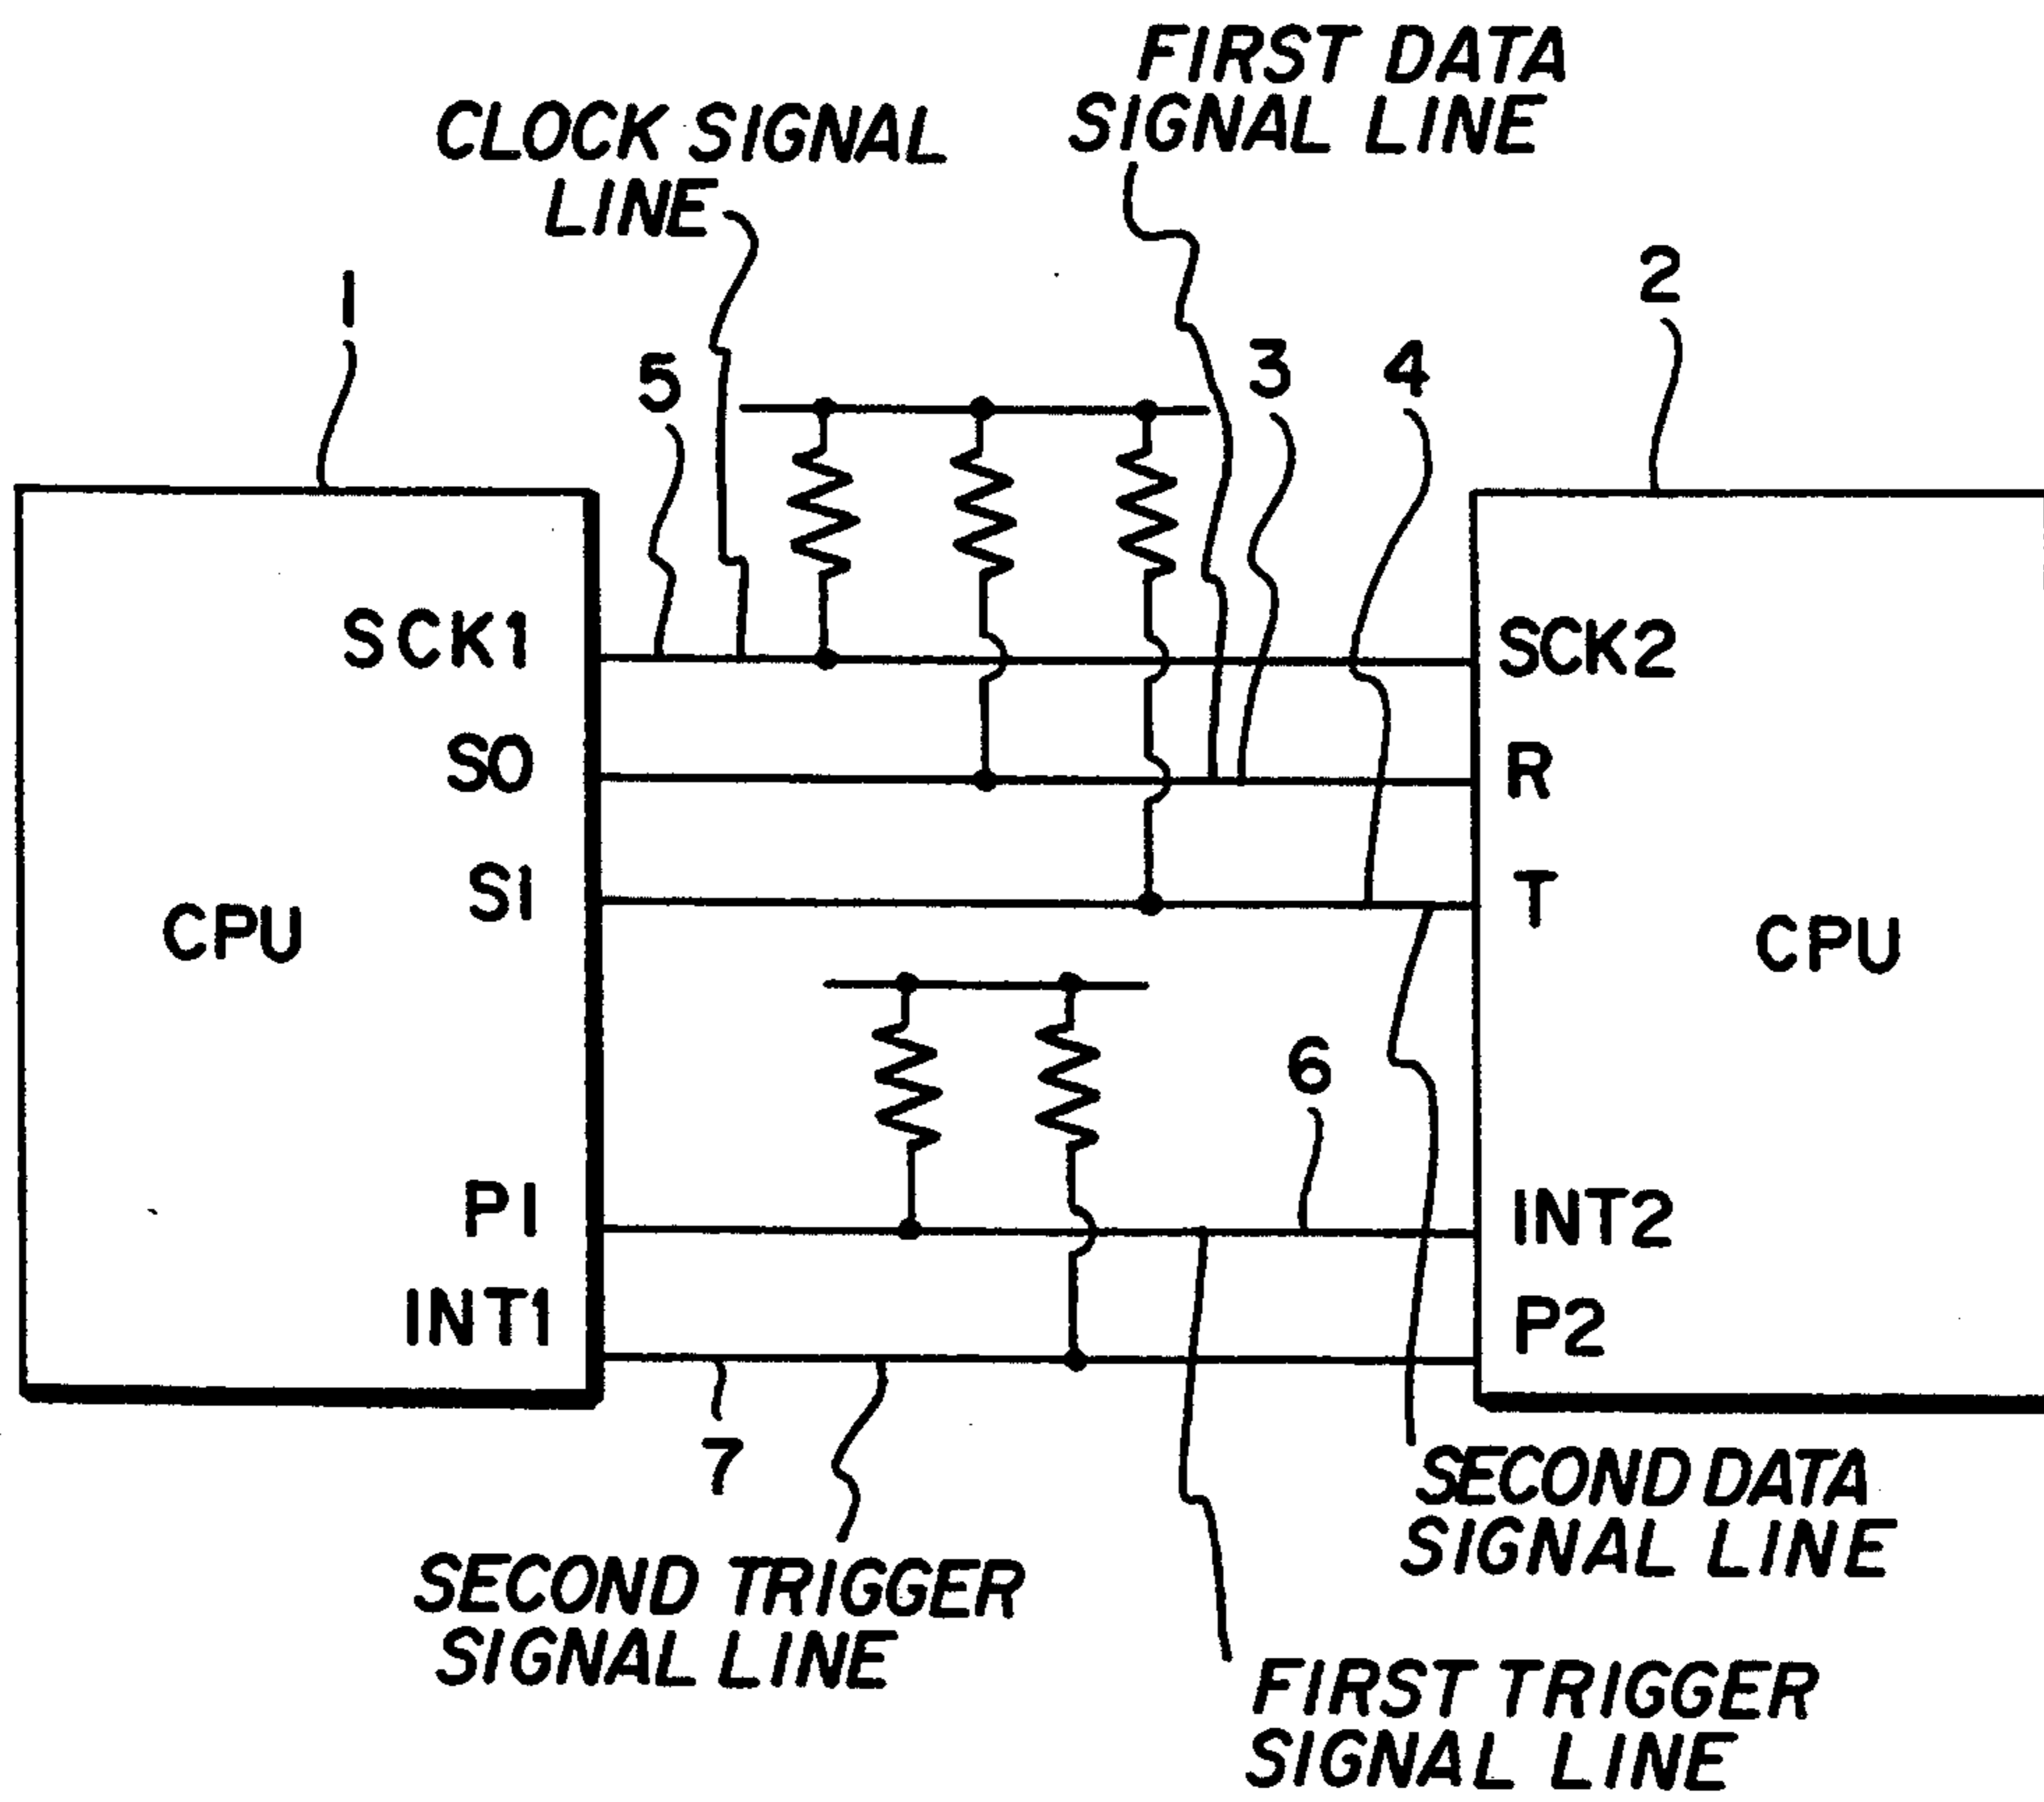 FIRST DATA
SIGNAL LINE
CLOCK SIGNAL
LINE
1
2
5
3
4
SCK1
SCK2
SO
R
SI
T
CPU
CPU
6
P1
INT2
INT1
P2
7
SECOND DATA
SIGNAL LINE
SECOND TRIGGER
SIGNAL LINE
FIRST TRIGGER
SIGNAL LINE